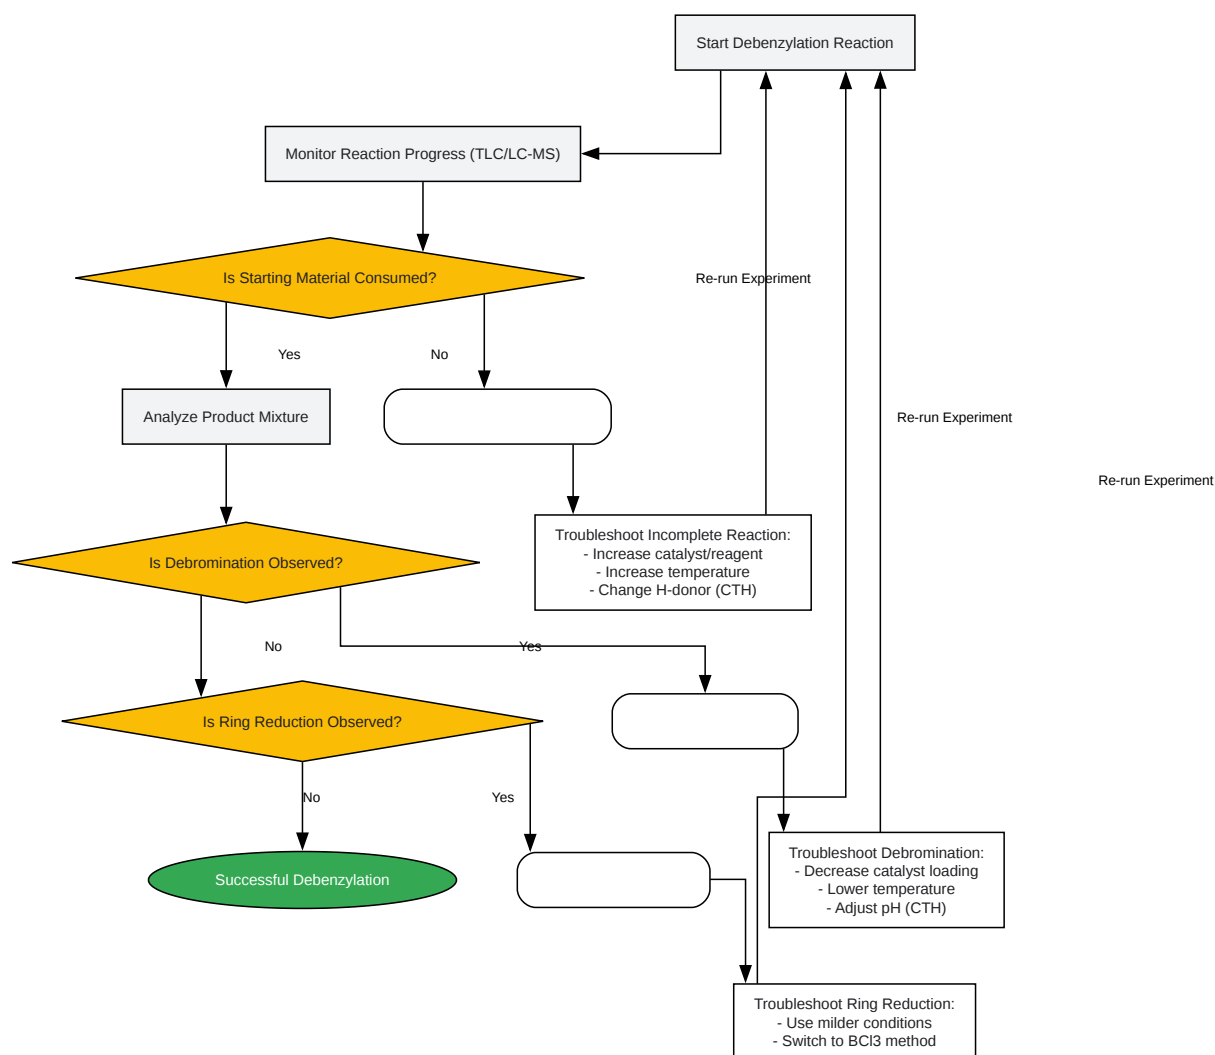 Start Debenzylation Reaction
Monitor Reaction Progress (TLC/LC-MS)
Is Starting Material Consumed?
Re-run Experiment
Yes
No
Analyze Product Mixture
Re-run Experiment
Re-run Experiment
Troubleshoot Incomplete Reaction:
- Increase catalyst/reagent
- Increase temperature
- Change H-donor (CTH)
Is Debromination Observed?
No
Yes
Is Ring Reduction Observed?
No
Yes
Troubleshoot Debromination:
- Decrease catalyst loading
- Lower temperature
- Adjust pH (CTH)
Successful Debenzylation
Troubleshoot Ring Reduction:
- Use milder conditions
- Switch to BCl3 method